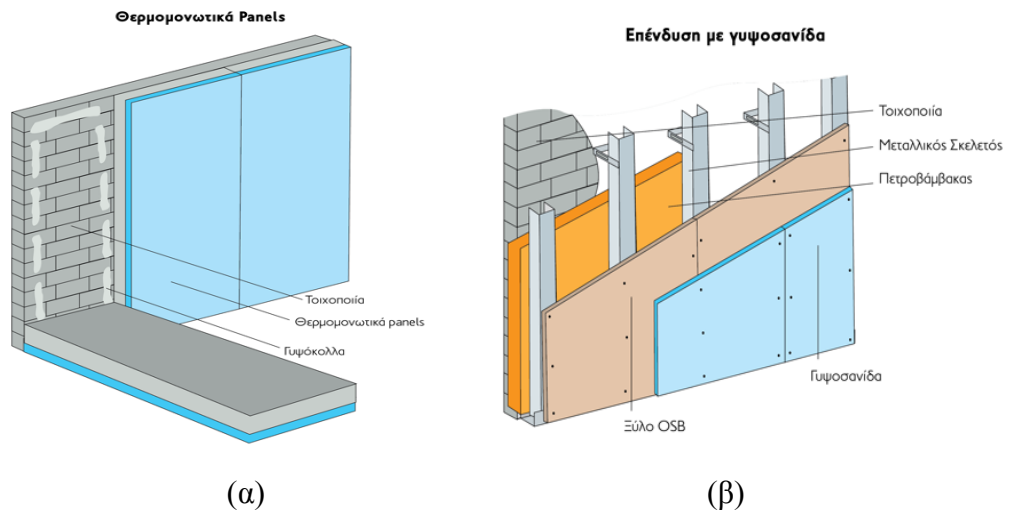 Θερμομονωτικά Panels
Τοιχοποιία
Θερμομονωτικά panels
Γυψόκολλα
(α)
Επένδυση με γυψοσανίδα
Τοιχοποιία
Μεταλλικός Σκελετός
Πετροβάμβακας
Γυψοσανίδα
Ξύλο OSB
(β)